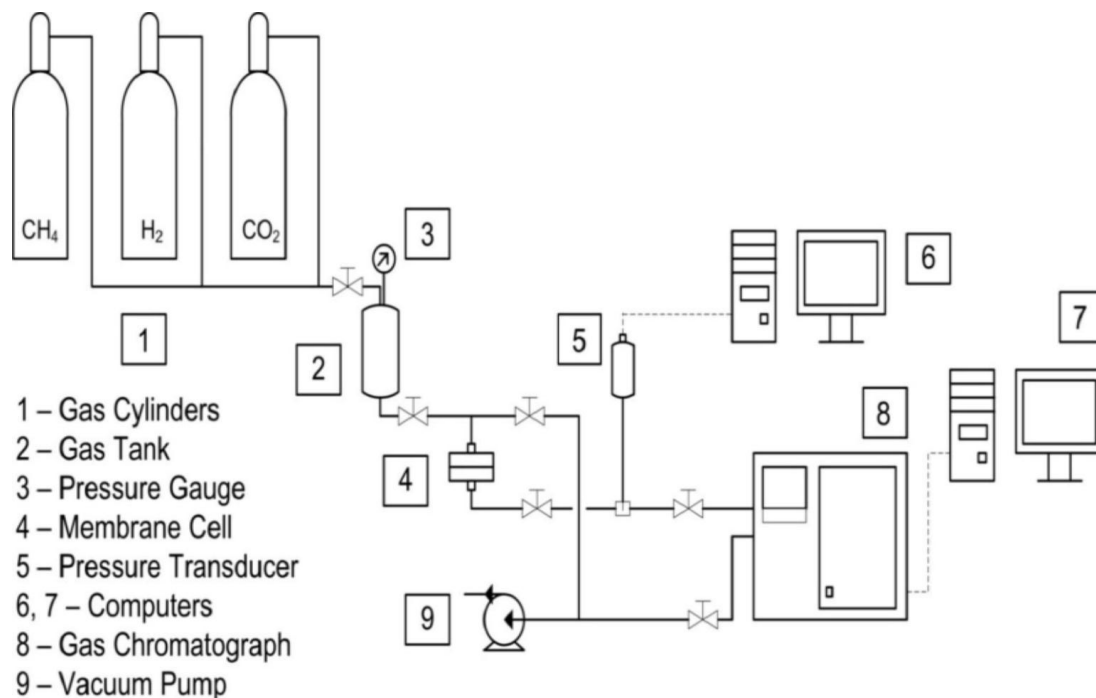 CH₄
H₂
CO₂
3
6
1
2
5
7
8
4
9
1 – Gas Cylinders
2 – Gas Tank
3 – Pressure Gauge
4 – Membrane Cell
5 – Pressure Transducer
6, 7 – Computers
8 – Gas Chromatograph
9 – Vacuum Pump